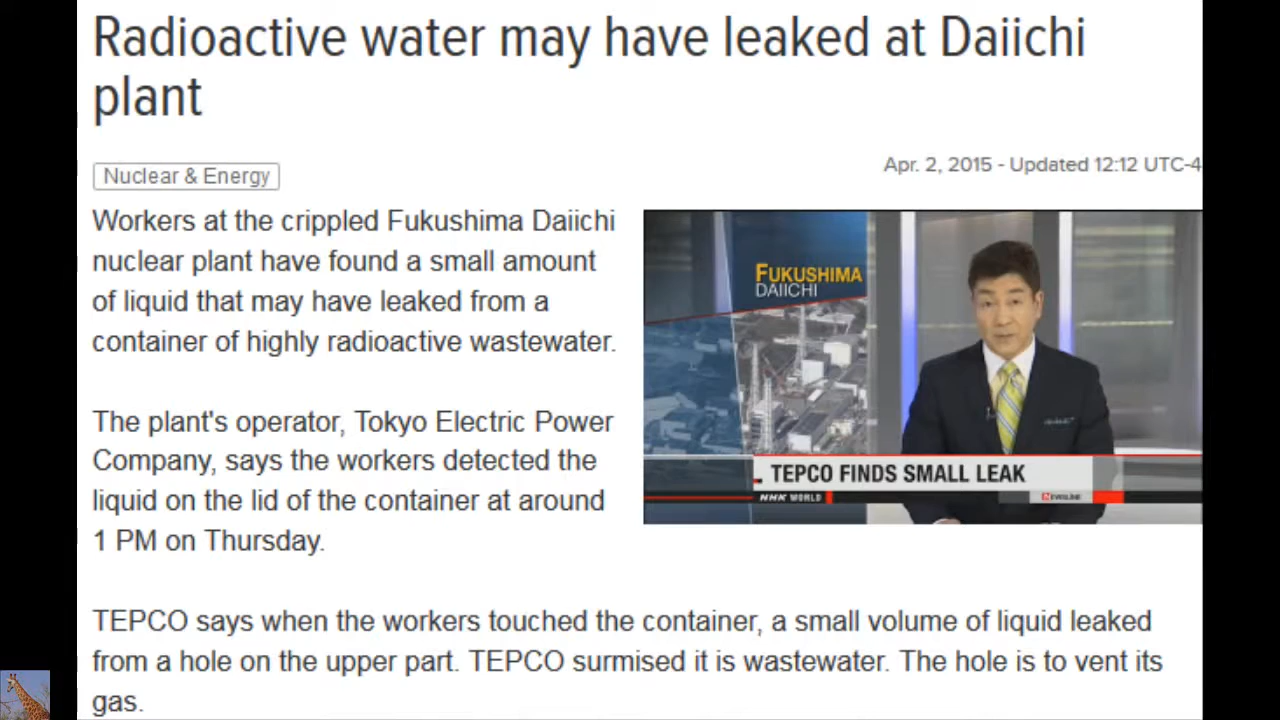 Radioactive water may have leaked at Daiichi
plant
Nuclear & Energy
Apr. 2, 2015 - Updated 12:12 UTC-4
Workers at the crippled Fukushima Daiichi
nuclear plant have found a small amount
of liquid that may have leaked from a
container of highly radioactive wastewater.
The plant's operator, Tokyo Electric Power
Company, says the workers detected the
liquid on the lid of the container at around
1 PM on Thursday.
FUKUSHIMA
DAIICHI
TEPCO FINDS SMALL LEAK
NHK WORLD
NEWSLINE
TEPCO says when the workers touched the container, a small volume of liquid leaked
from a hole on the upper part. TEPCO surmised it is wastewater. The hole is to vent its
gas.